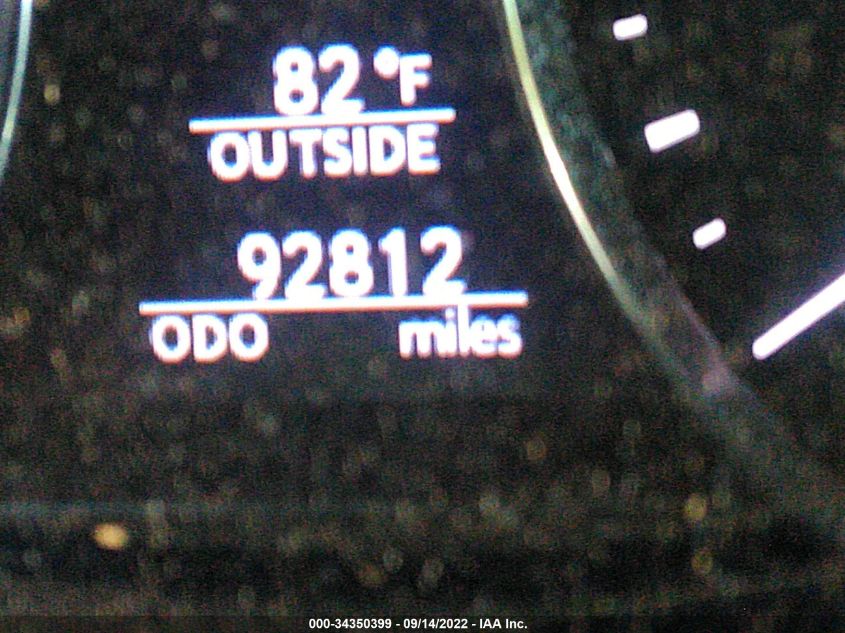 82 °F
OUTSIDE
92812
ODO miles
000-34350399 - 09/14/2022 - IAA Inc.